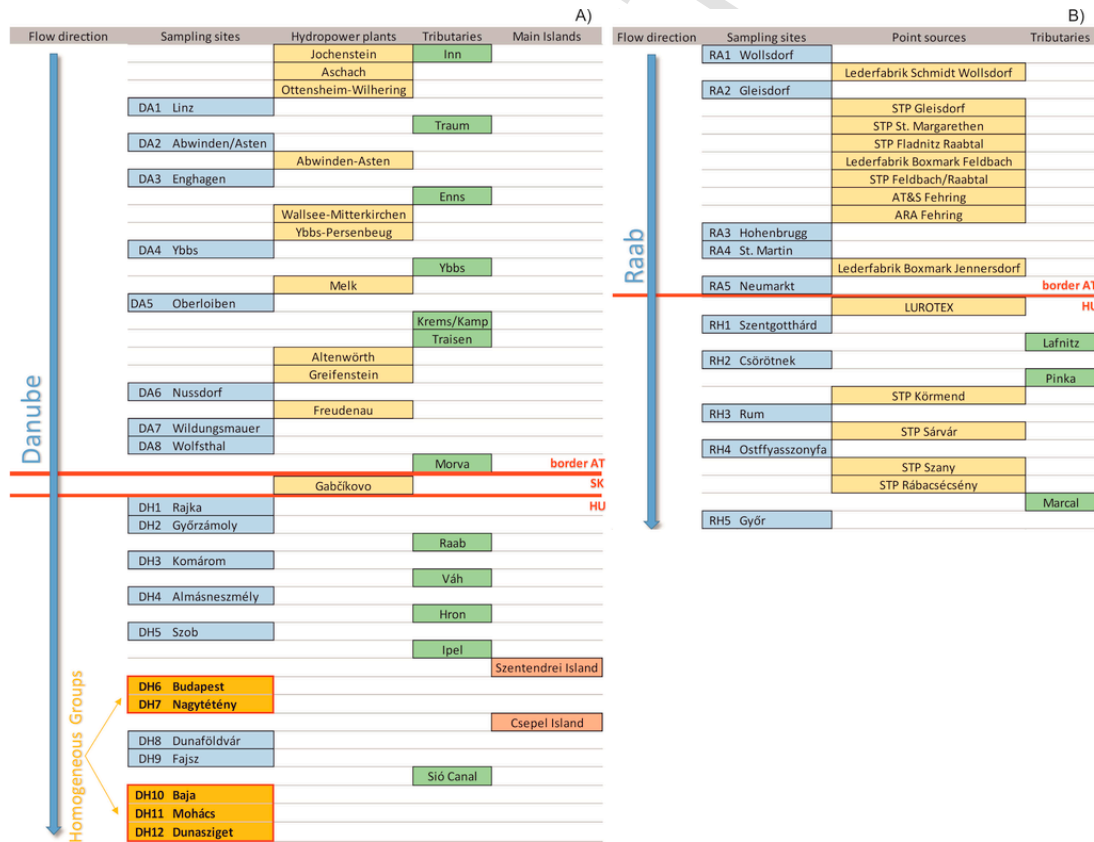 A)
Flow direction Sampling sites Hydropower plants Tributaries Main Islands
Jochenstein Inn
Aschach
Ottensheim-Wilhering
DA1 Linz
Traum
DA2 Abwinden/Asten
Abwinden-Asten
DA3 Enghagen
Enns
Wallsee-Mitterkirchen
Ybbs-Persenbeug
DA4 Ybbs
Ybbs
Melk
DA5 Oberloiben
Krems/Kamp
Traisen
Altenwörth
Greifenstein
DA6 Nussdorf
Freudenau
DA7 Wildungsmauer
DA8 Wolfsthal
Morva border AT
Gabčíkovo SK
DH1 Rajka HU
DH2 Győrzámoly
Raab
DH3 Komárom
Váh
DH4 Almásneszmély
Hron
DH5 Szob
Ipel
Szentendrei Island
DH6 Budapest
DH7 Nagytétény
Csepel Island
DH8 Dunaföldvár
DH9 Fajsz
Sió Canal
DH10 Baja
DH11 Mohács
DH12 Dunasziget
Danube
Homogeneous Groups
B)
Flow direction Sampling sites Point sources Tributaries
RA1 Wollsdorf
Lederfabrik Schmidt Wollsdorf
RA2 Gleisdorf
STP Gleisdorf
STP St. Margarethen
STP Fladnitz Raabtal
Lederfabrik Boxmark Feldbach
STP Feldbach/Raabtal
AT&S Fehring
ARA Fehring
RA3 Hohenbrugg
RA4 St. Martin
Lederfabrik Boxmark Jennersdorf
RA5 Neumarkt border AT
LUROTEX HU
RH1 Szentgotthárd
Lafnitz
RH2 Csörötnek
Pinka
STP Körmend
RH3 Rum
STP Sárvár
RH4 Ostffyasszonyfa
STP Szany
STP Rábacsécsény
Marcal
RH5 Győr
Raab